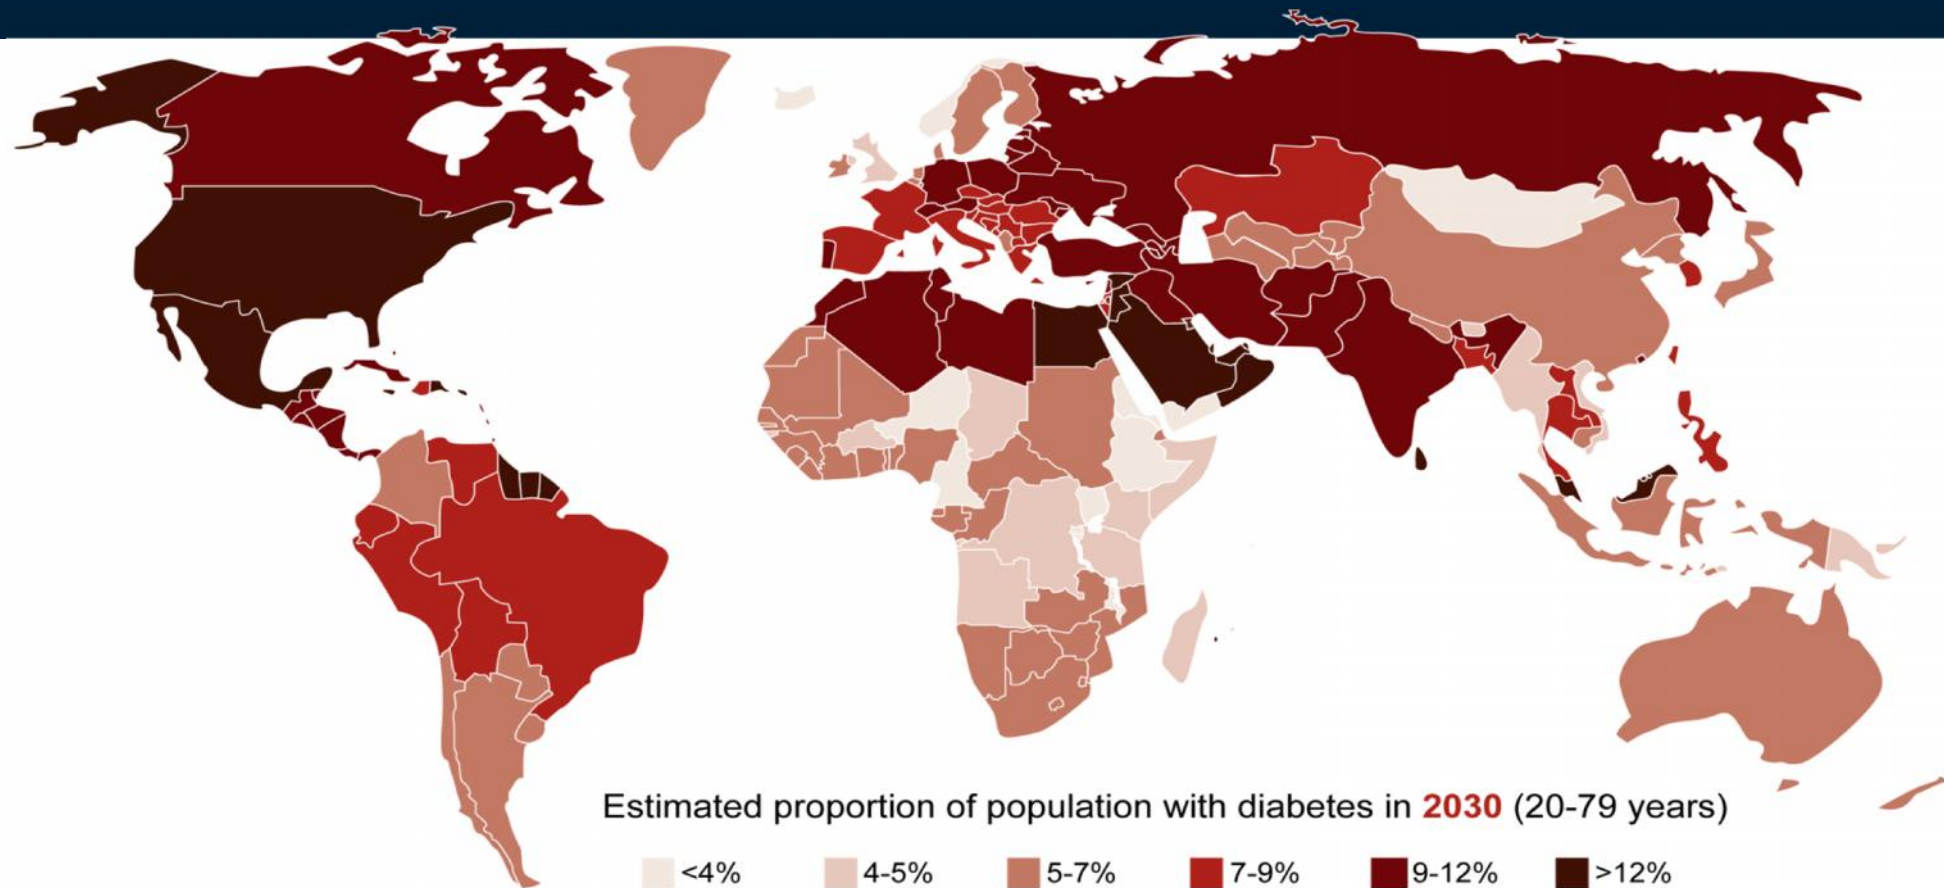 Estimated proportion of population with diabetes in 2030 (20-79 years)
<4% 4-5% 5-7% 7-9% 9-12% >12%